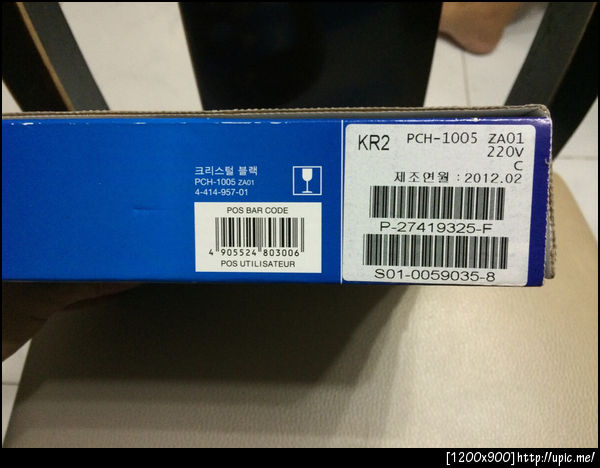 크리스털 블랙
PCH-1005 ZA01
4-414-957-01
POS BAR CODE
4 905524 803006
POS UTILISATEUR
KR2 PCH-1005 ZA01
220V
C
제조연월 : 2012.02
P-27419325-F
S01-0059035-8
[1200x900]http://upic.me/